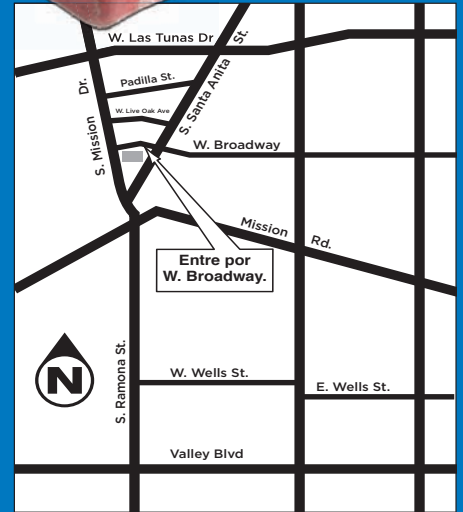 W. Las Tunas Dr
S. Santa Anita St.
Padilla St.
W. Live Oak Ave
S. Mission Dr.
W. Broadway
Mission Rd.
Entre por
W. Broadway.
N
S. Ramona St.
W. Wells St.
E. Wells St.
Valley Blvd